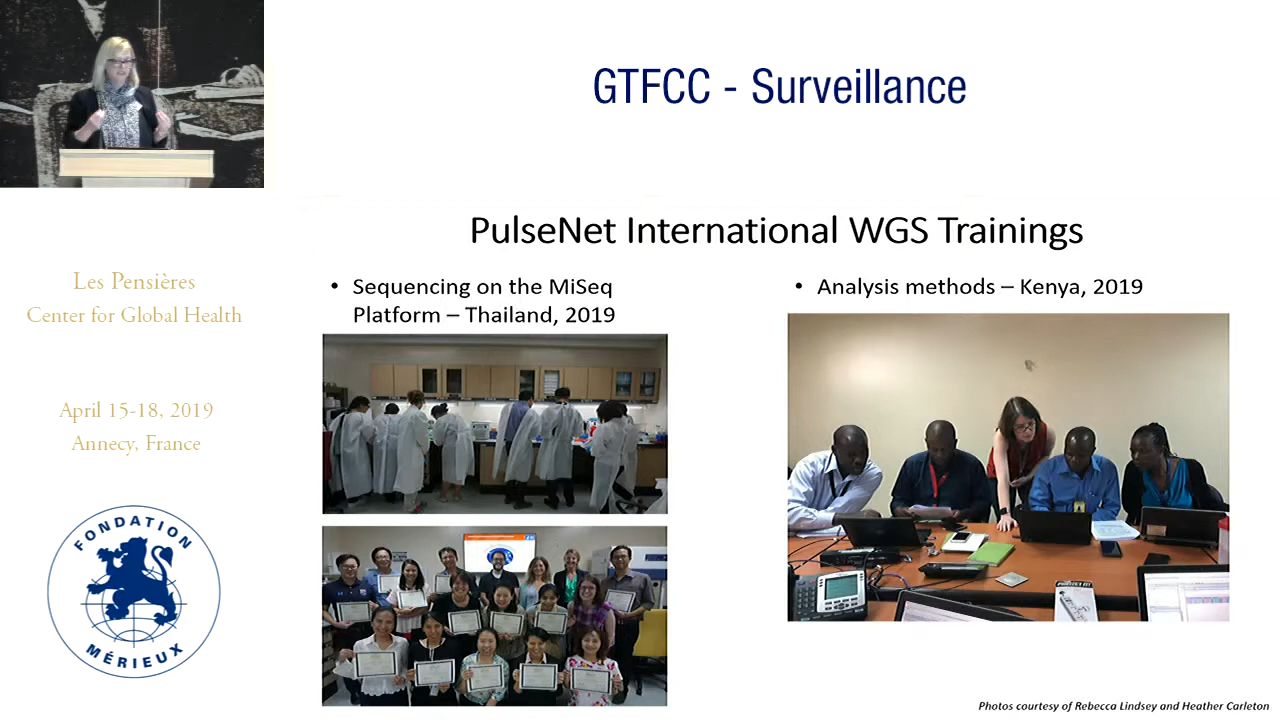 GTFCC - Surveillance
PulseNet International WGS Trainings
Les Pensières
Center for Global Health
April 15-18, 2019
Annecy, France
FONDATION
MÉRIEUX
• Sequencing on the MiSeq
Platform – Thailand, 2019
• Analysis methods – Kenya, 2019
Photos courtesy of Rebecca Lindsey and Heather Carleton